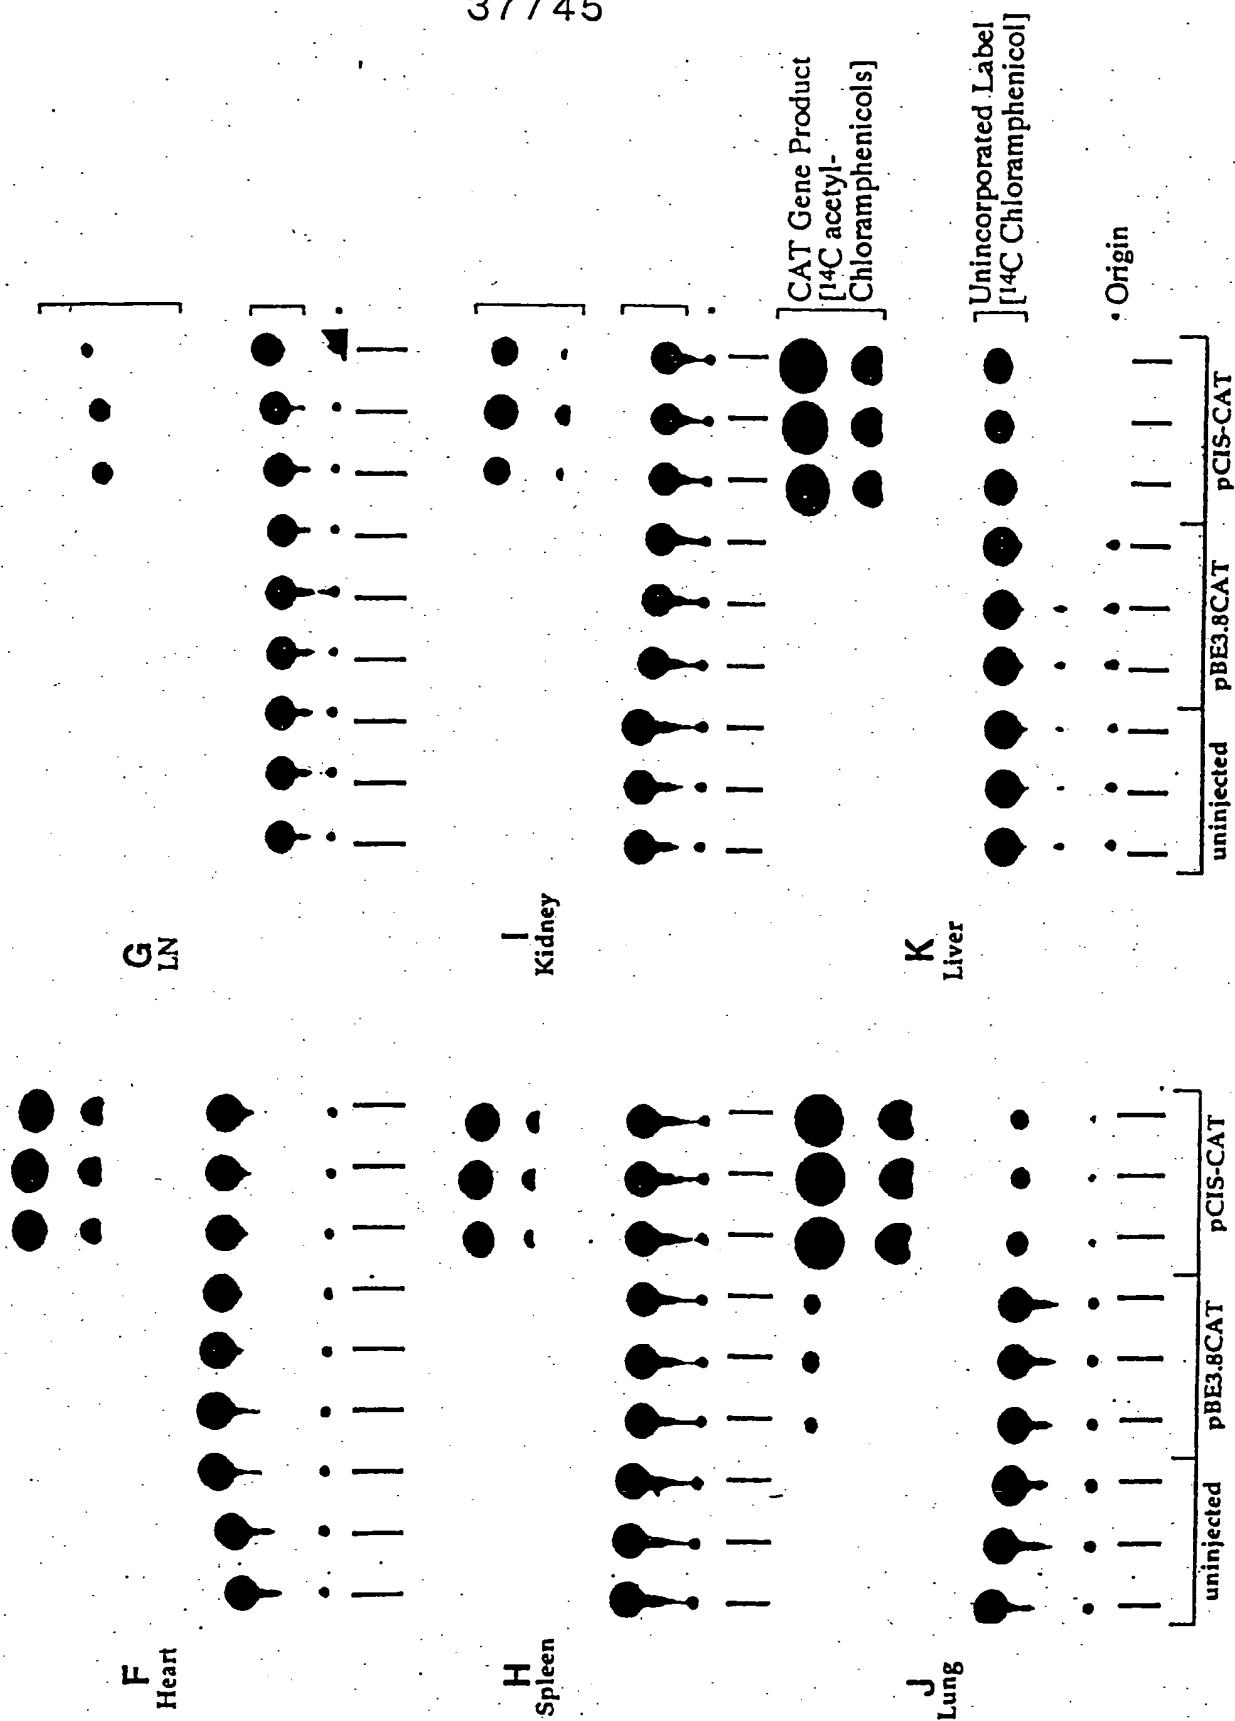 37745
F
Heart
G
LN
H
Spleen
I
Kidney
J
Lung
K
Liver
CAT Gene Product
[14C acetyl-
Chloramphenicols]
Unincorporated Label
[14C Chloramphenicol]
Origin
uninjected
pBE3.8CAT
pCIS-CAT
uninjected
pBE3.8CAT
pCIS-CAT